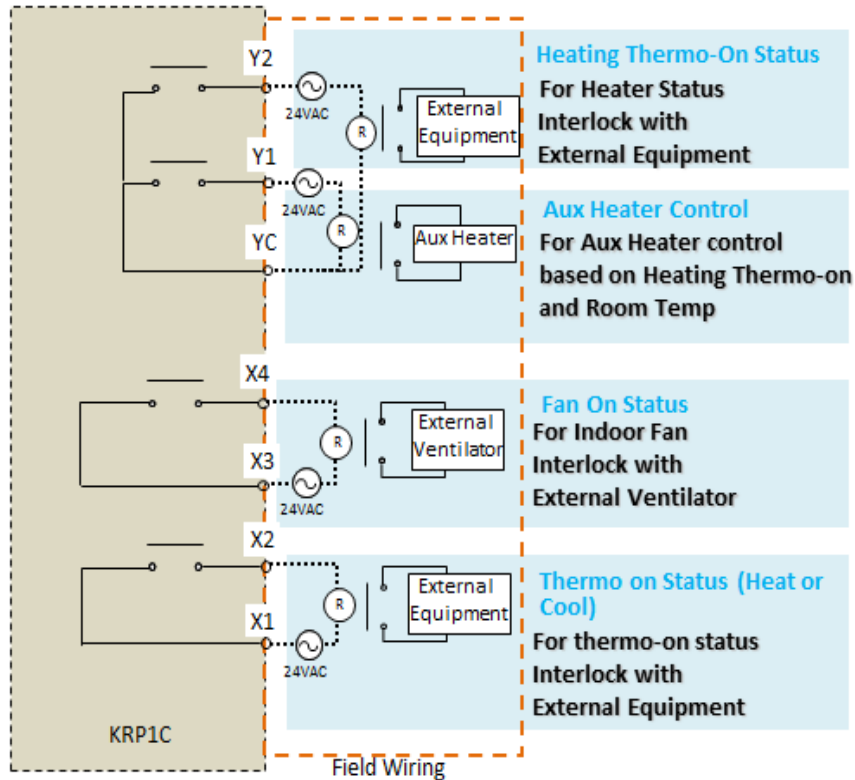 Y2
24VAC
R
External
Equipment
Heating Thermo-On Status
For Heater Status
Interlock with
External Equipment
Y1
24VAC
R
YC
Aux Heater
Aux Heater Control
For Aux Heater control
based on Heating Thermo-on
and Room Temp
X4
R
External
Ventilator
X3
24VAC
Fan On Status
For Indoor Fan
Interlock with
External Ventilator
X2
R
External
Equipment
X1
24VAC
Thermo on Status (Heat or
Cool)
For thermo-on status
Interlock with
External Equipment
KRP1C
Field Wiring